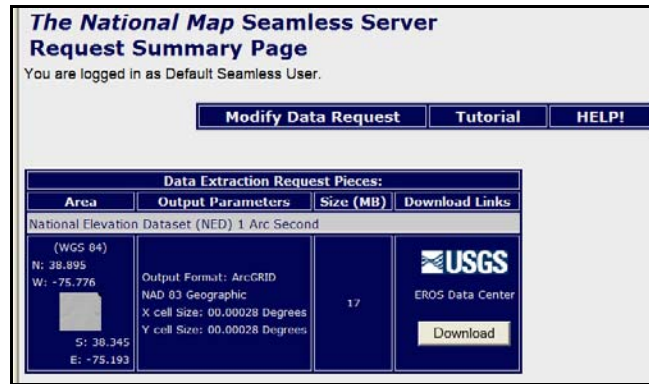 The National Map Seamless Server
Request Summary Page
You are logged in as Default Seamless User.
Modify Data Request Tutorial HELP!
Data Extraction Request Pieces:
Area Output Parameters Size (MB) Download Links
National Elevation Dataset (NED) 1 Arc Second
(WGS 84)
N: 38.895
W: -75.776
S: 38.345
E: -75.193
Output Format: ArcGRID
NAD 83 Geographic
X cell Size: 00.00028 Degrees
Y cell Size: 00.00028 Degrees
17
USGS
EROS Data Center
Download